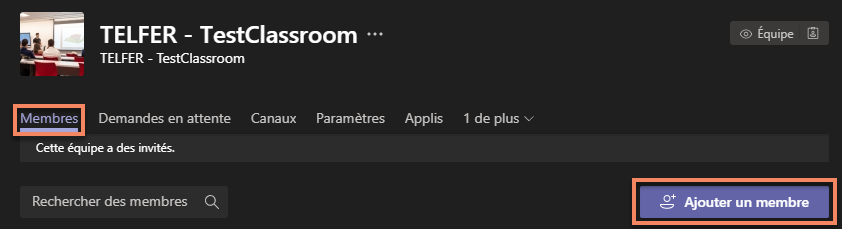 TELFER - TestClassroom ...
TELFER - TestClassroom
Équipe
Membres Demandes en attente Canaux Paramètres Applis 1 de plus
Cette équipe a des invités.
Rechercher des membres
Ajouter un membre